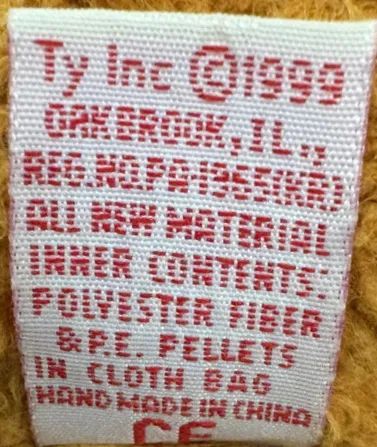 Ty Inc ©1999
OAKBROOK, IL.,
REG.NO.PA-1965(KR)
ALL NEW MATERIAL
INNER CONTENTS:
POLYESTER FIBER
& P.E. PELLETS
IN CLOTH BAG
HAND MADE IN CHINA
CE